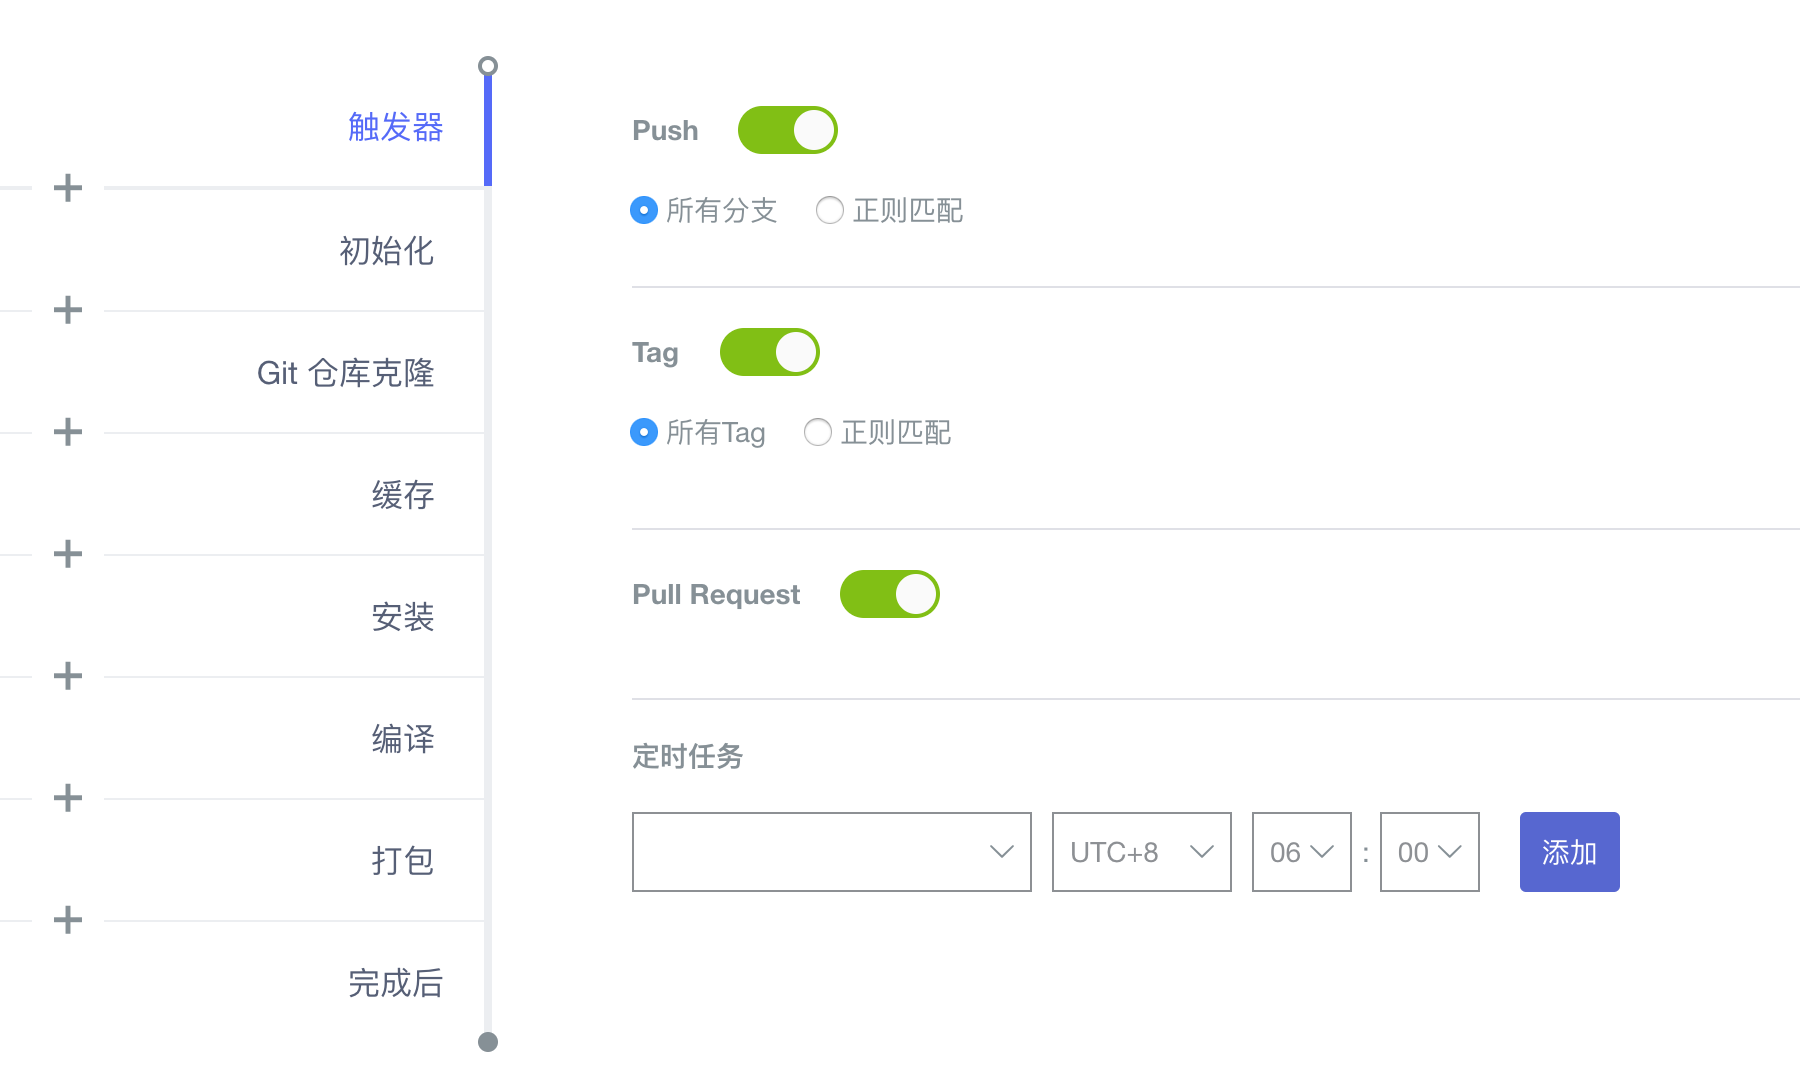 触发器
初始化
Git 仓库克隆
缓存
安装
编译
打包
完成后
Push
所有分支 正则匹配
Tag
所有Tag 正则匹配
Pull Request
定时任务
UTC+8 06 : 00 添加